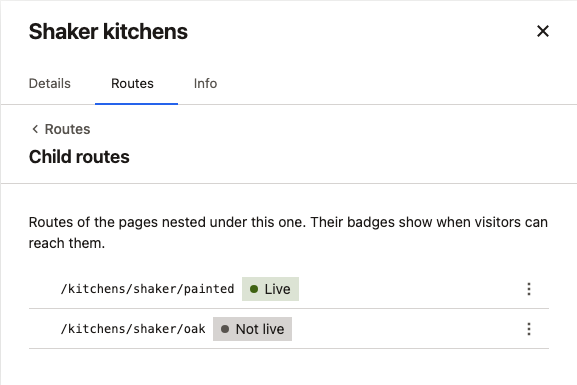 Shaker kitchens
Details Routes Info
Routes
Child routes
Routes of the pages nested under this one. Their badges show when visitors can
reach them.
/kitchens/shaker/painted Live
/kitchens/shaker/oak Not live